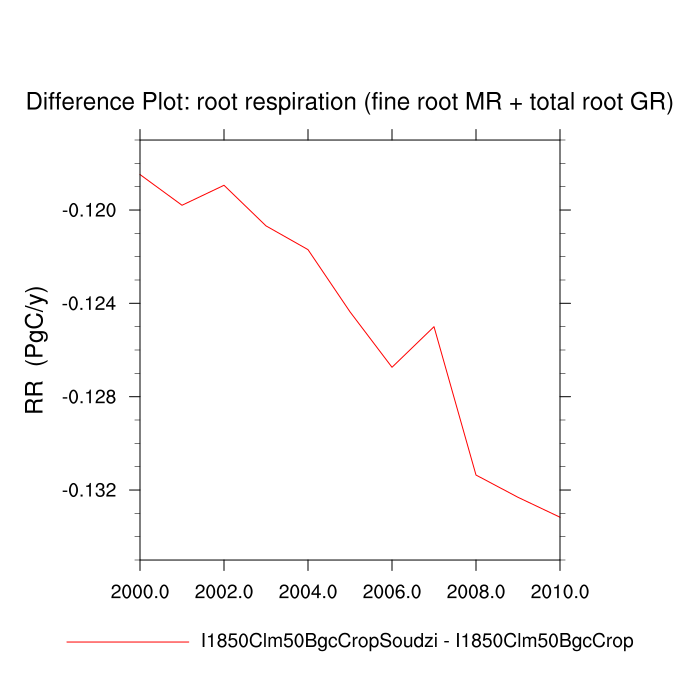 Difference Plot: root respiration (fine root MR + total root GR)
-0.120
-0.124
-0.128
-0.132
RR (PgC/y)
2000.0 2002.0 2004.0 2006.0 2008.0 2010.0
I1850Clm50BgcCropSoudzi - I1850Clm50BgcCrop